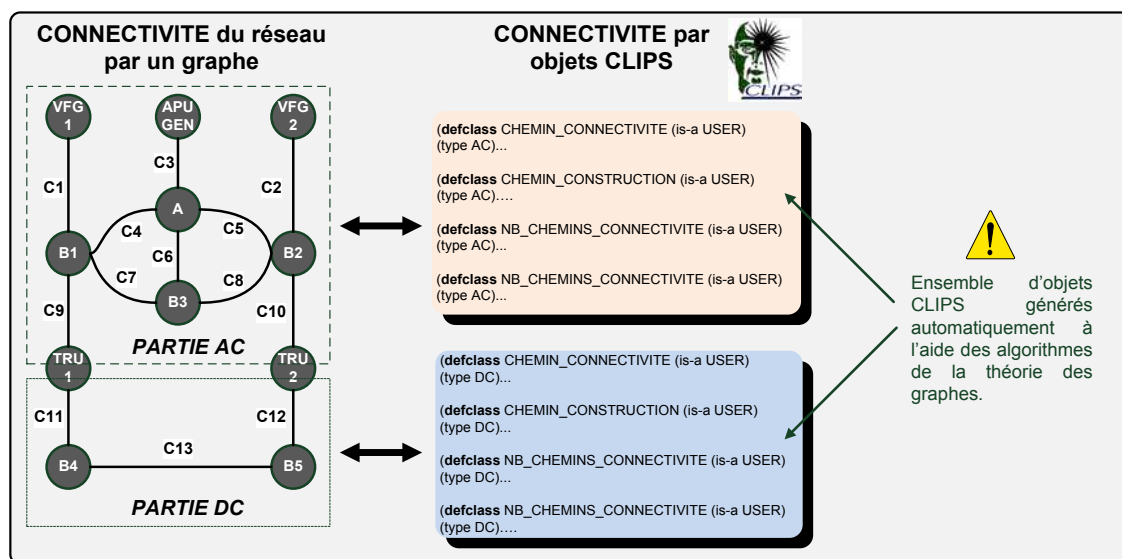 CONNECTIVITE du réseau
par un graphe
VFG
1
APU
GEN
VFG
2
C3
C1
C2
A
C4
C5
B1
C6
B2
C7
C8
B3
C9
C10
PARTIE AC
TRU
1
TRU
2
C11
C12
C13
B4
B5
PARTIE DC
CONNECTIVITE par
objets CLIPS
CLIPS
(defclass CHEMIN_CONNECTIVITE (is-a USER)
(type AC)...
(defclass CHEMIN_CONSTRUCTION (is-a USER)
(type AC)….
(defclass NB_CHEMINS_CONNECTIVITE (is-a USER)
(type AC)...
(defclass NB_CHEMINS_CONNECTIVITE (is-a USER)
(type AC)...
(defclass CHEMIN_CONNECTIVITE (is-a USER)
(type DC)...
(defclass CHEMIN_CONSTRUCTION (is-a USER)
(type DC)...
(defclass NB_CHEMINS_CONNECTIVITE (is-a USER)
(type DC)...
(defclass NB_CHEMINS_CONNECTIVITE (is-a USER)
(type DC)….
!
Ensemble d’objets
CLIPS générés
automatiquement à
l’aide des algorithmes
de la théorie des
graphes.